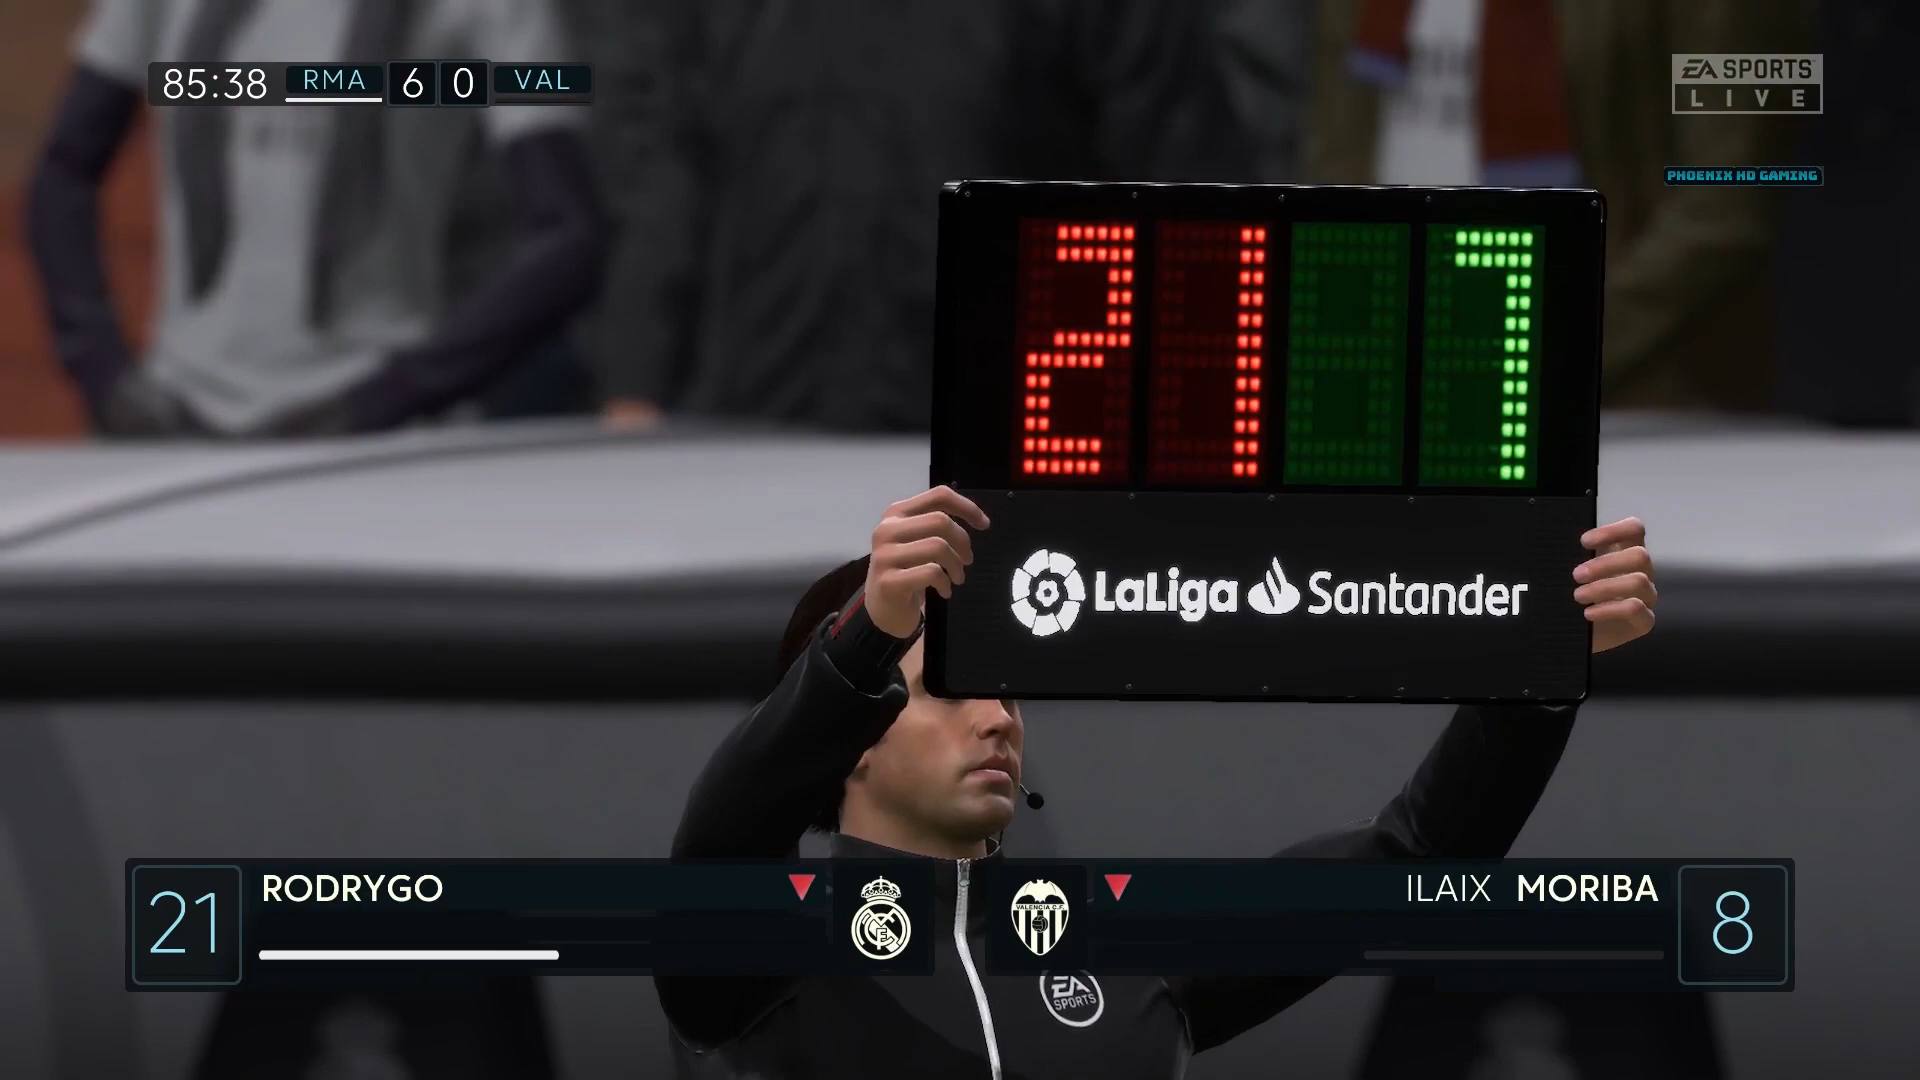 85:38 RMA 6 0 VAL
EA SPORTS
LIVE
PHOENIX HD GAMING
21 7
LaLiga Santander
21 RODRYGO
VALENCIA C.F.
ILAIX MORIBA 8
EA
SPORTS